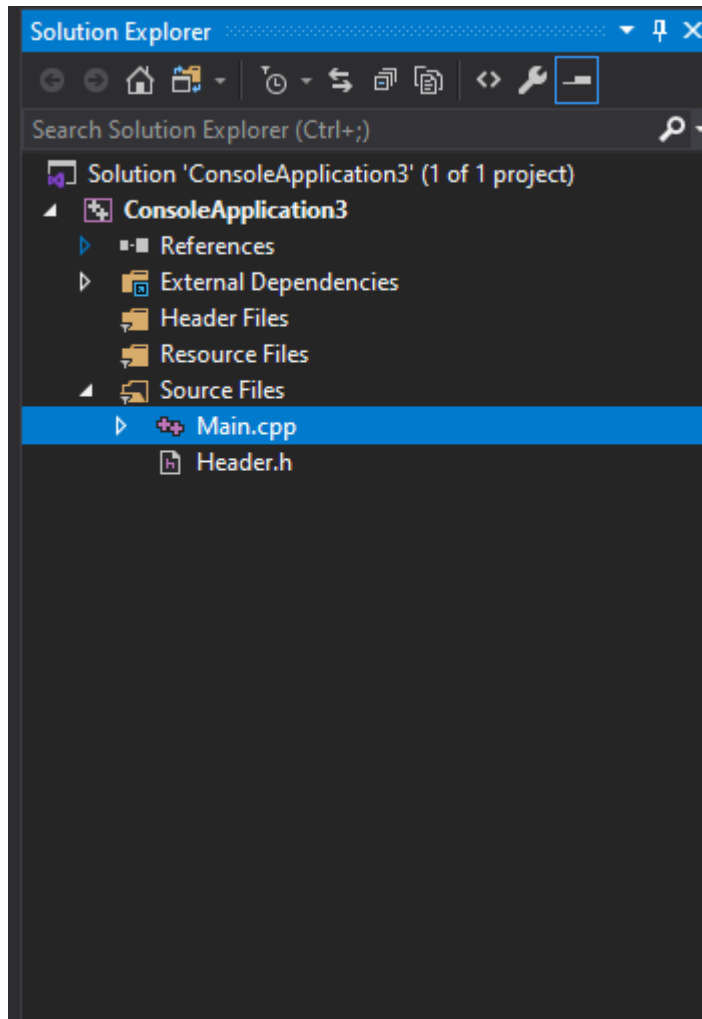 Solution Explorer
Search Solution Explorer (Ctrl+;)
Solution 'ConsoleApplication3' (1 of 1 project)
ConsoleApplication3
References
External Dependencies
Header Files
Resource Files
Source Files
Main.cpp
Header.h